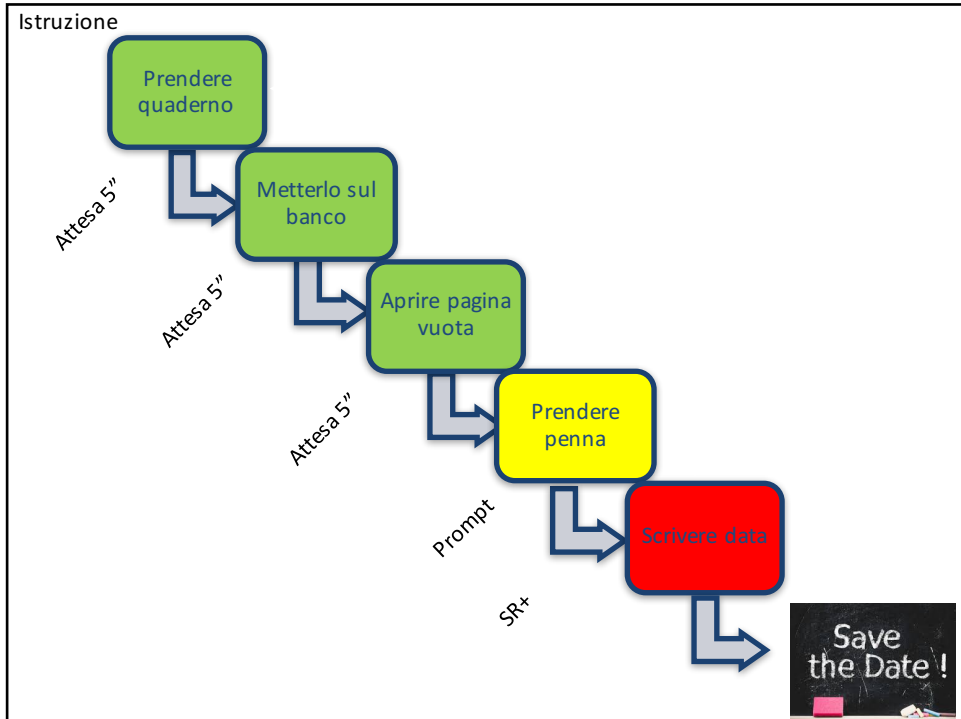 Istruzione
Prendere
quaderno
Attesa 5”
Metterlo sul
banco
Attesa 5”
Aprire pagina
vuota
Attesa 5”
Prendere
penna
Prompt
Scrivere data
SR+
Save
the Date !